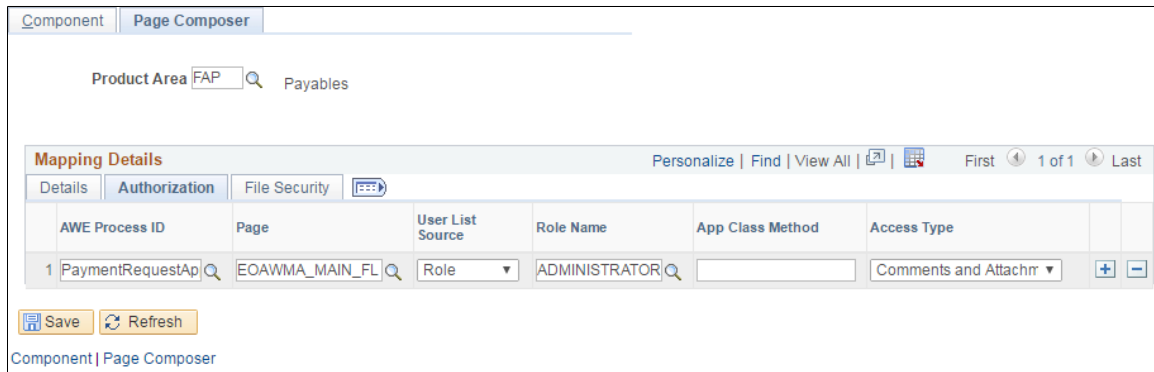 Component Page Composer
Product Area FAP Payables
Mapping Details Personalize | Find | View All | | First 1 of 1 Last
Details Authorization File Security
AWE Process ID Page User List Source Role Name App Class Method Access Type
1 PaymentRequestAp EOAWMA_MAIN_FL Role ADMINISTRATOR Comments and Attachm
Save Refresh
Component | Page Composer